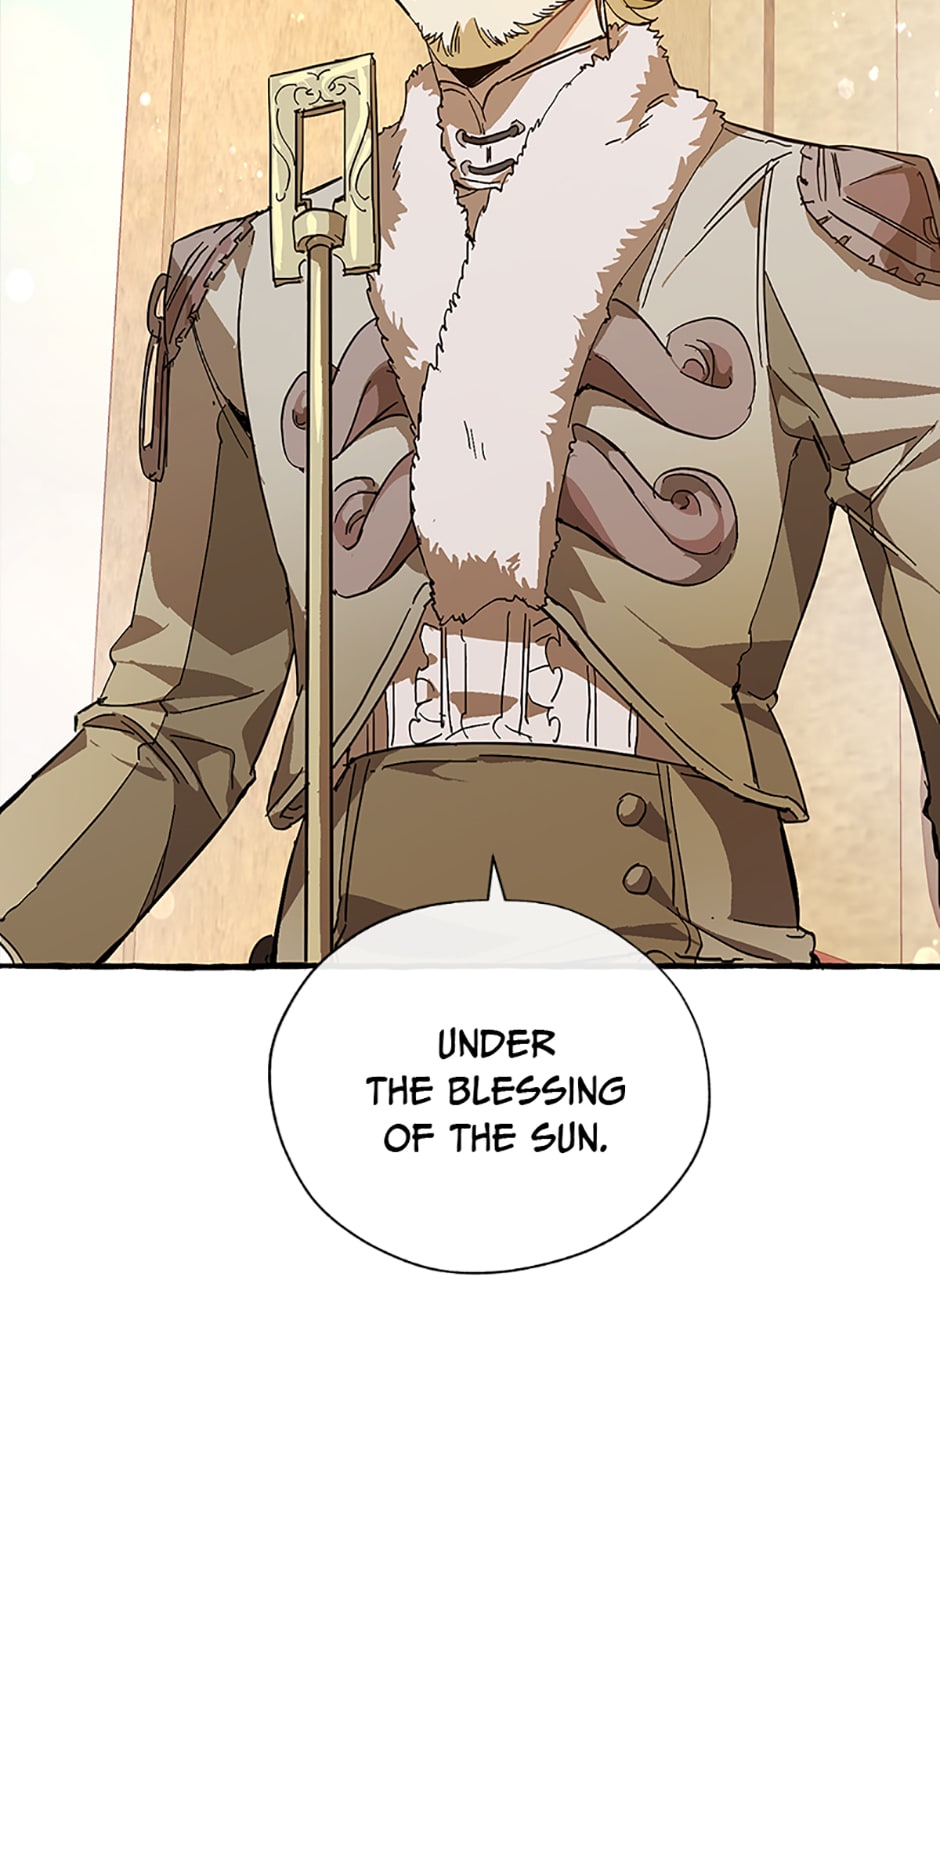 UNDER
THE BLESSING
OF THE SUN.